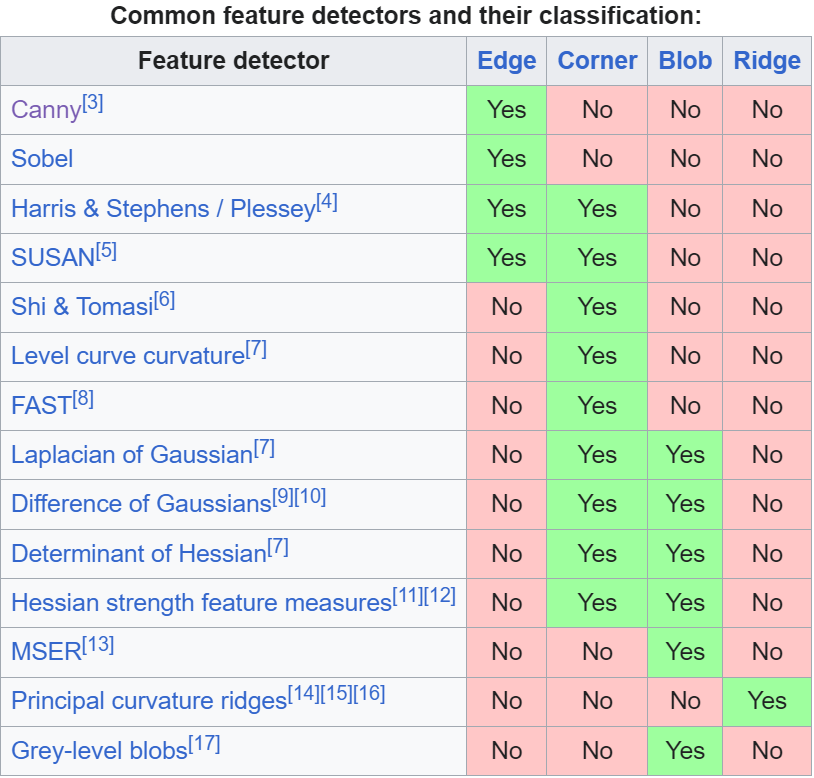 Common feature detectors and their classification:
Feature detector Edge Corner Blob Ridge
Canny[3] Yes No No No
Sobel Yes No No No
Harris & Stephens / Plessey[4] Yes Yes No No
SUSAN[5] Yes Yes No No
Shi & Tomasi[6] No Yes No No
Level curve curvature[7] No Yes No No
FAST[8] No Yes No No
Laplacian of Gaussian[7] No Yes Yes No
Difference of Gaussians[9][10] No Yes Yes No
Determinant of Hessian[7] No Yes Yes No
Hessian strength feature measures[11][12] No Yes Yes No
MSER[13] No No Yes No
Principal curvature ridges[14][15][16] No No No Yes
Grey-level blobs[17] No No Yes No